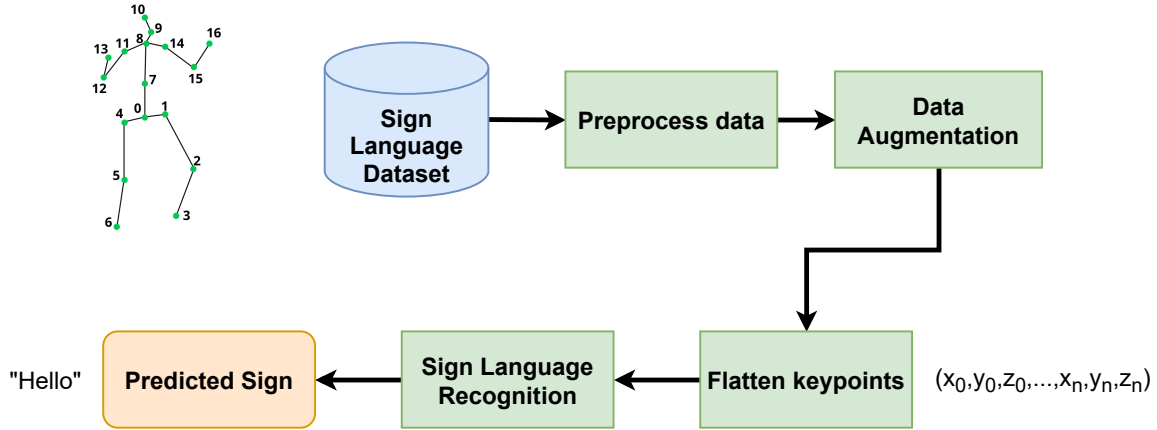 10
9
8
14
16
13
11
12
15
7
0
1
4
2
5
6
3
Sign
Language
Dataset
Preprocess data
Data
Augmentation
"Hello"
Predicted Sign
Sign Language
Recognition
Flatten keypoints
(x₀,y₀,z₀,...,xₙ,yₙ,zₙ)